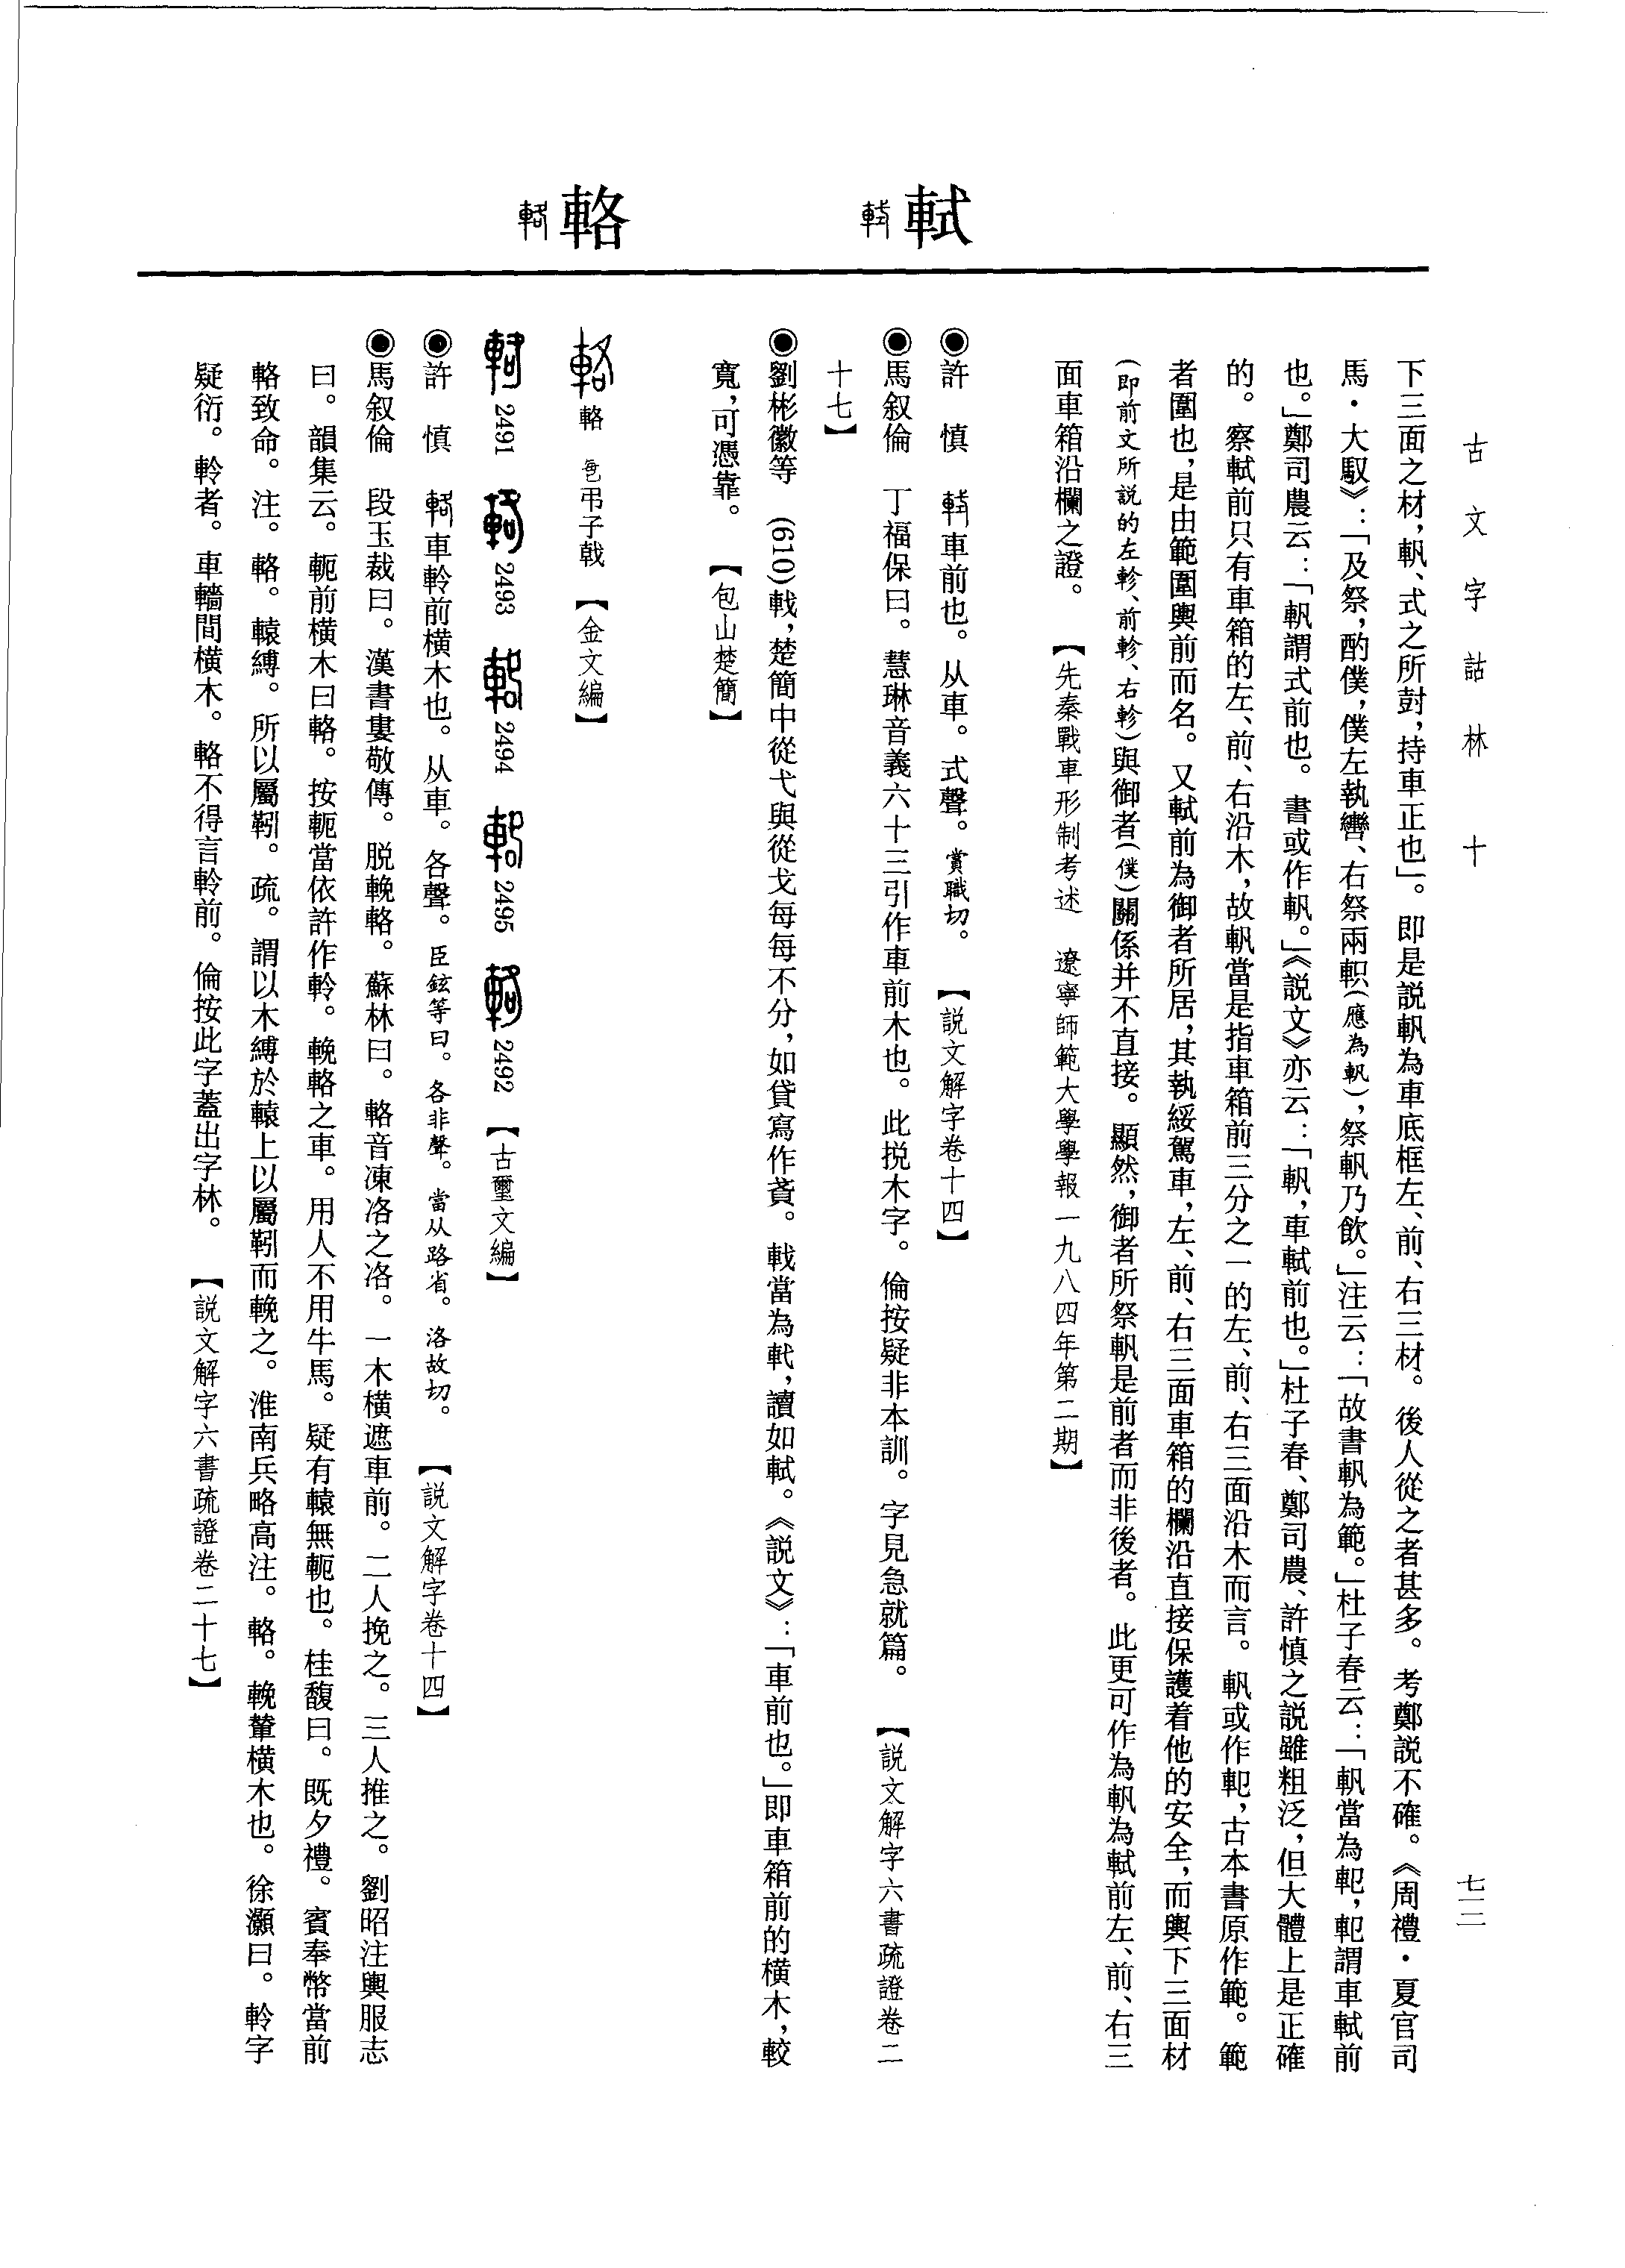 古文字詁林 十
七一二
軾
輅
下三面之材，軓、式之所尌，持車正也」。即是説軓為車底框左、前、右三材。後人從之者甚多。考鄭説不確。《周禮·夏官司
馬·大馭》：「及祭，酌僕，僕左執轡、右祭兩軹（應為軓），祭軓乃飲。」注云：「故書軓為範。」杜子春云：「軓當為軛，軛謂車軾前
也。」鄭司農云：「軓謂式前也。書或作軓。」《説文》亦云：「軓，車軾前也。」杜子春、鄭司農、許慎之説雖粗泛，但大體上是正確
的。察軾前只有車箱的左、前、右沿木，故軓當是指車箱前三分之一的左、前、右三面沿木而言。軓或作軛，古本書原作範。範
者圍也，是由範圍輿前而名。又軾前為御者所居，其執綏駕車，左、前、右三面車箱的欄沿直接保護着他的安全，而輿下三面材
（即前文所説的左軫、前軫、右軫）與御者（僕）關係并不直接。顯然，御者所祭軓是前者而非後者。此更可作為軓為軾前左、前、右三
面車箱沿欄之證。 【先秦戰車形制考述 遼寧師範大學學報一九八四年第二期】
◉許 慎 車前也。从車。式聲。賞職切。 【説文解字卷十四】
◉馬叙倫 丁福保曰。慧琳音義六十三引作車前木也。此挩木字。倫按疑非本訓。字見急就篇。 【説文解字六書疏證卷二
十七】
◉劉彬徽等 (610)戟，楚簡中從弋與從戈每每不分，如貸寫作貣。戟當為軑，讀如軾。《説文》：「車前也。」即車箱前的横木，較
寬，可憑靠。 【包山楚簡】
輅 弔子戟 【金文編】
2491 2493 2494 2495 2492 【古璽文編】
◉許 慎 車軨前横木也。从車。各聲。臣鉉等曰。各非聲。當从路省。洛故切。 【説文解字卷十四】
◉馬叙倫 段玉裁曰。漢書婁敬傳。脱輓輅。蘇林曰。輅音凍洛之洛。一木横遮車前。二人挽之。三人推之。劉昭注輿服志
曰。韻集云。軛前横木曰輅。按軛當依許作軨。輓輅之車。用人不用牛馬。疑有轅無軛也。桂馥曰。既夕禮。賓奉幣當前
輅致命。注。輅。轅縛。所以屬靷。疏。謂以木縛於轅上以屬靷而輓之。淮南兵略高注。輅。輓輦横木也。徐灝曰。軨字
疑衍。軨者。車轖間横木。輅不得言軨前。倫按此字蓋出字林。 【説文解字六書疏證卷二十七】